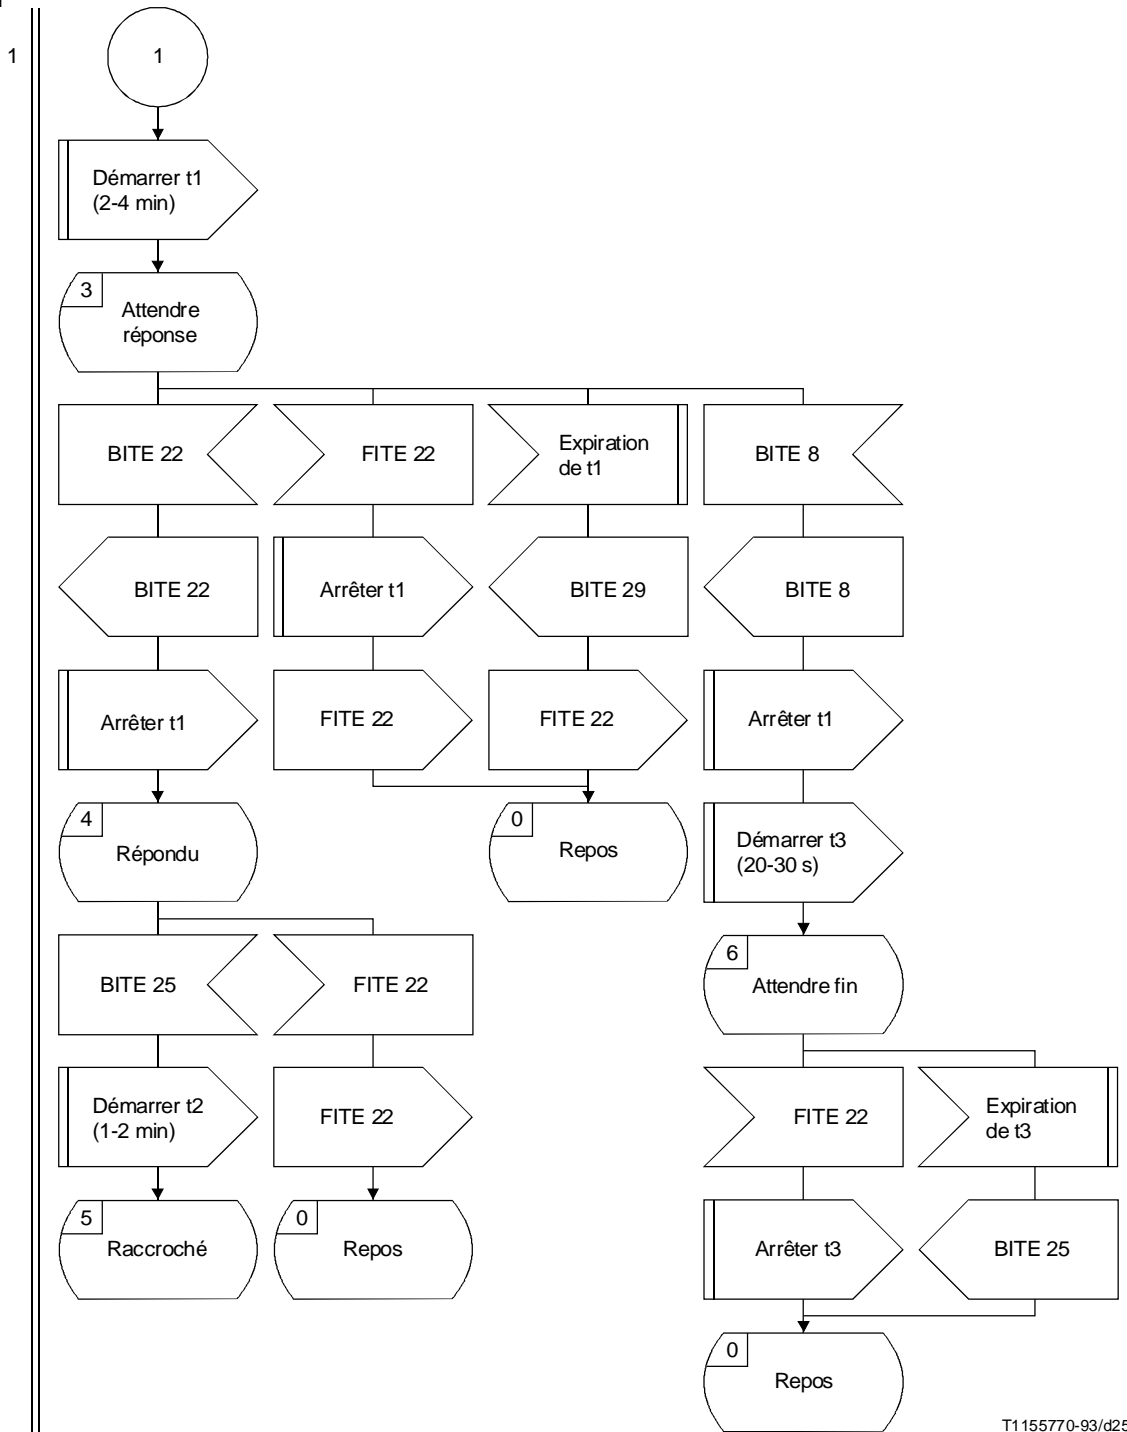 1
1
Démarrer t1
(2-4 min)
3
Attendre
réponse
BITE 22
FITE 22
Expiration
de t1
BITE 8
BITE 22
Arrêter t1
BITE 29
BITE 8
Arrêter t1
FITE 22
FITE 22
Arrêter t1
4
Répondu
0
Repos
Démarrer t3
(20-30 s)
BITE 25
FITE 22
6
Attendre fin
Démarrer t2
(1-2 min)
FITE 22
FITE 22
Expiration
de t3
5
Raccroché
0
Repos
Arrêter t3
BITE 25
0
Repos
T1155770-93/d25